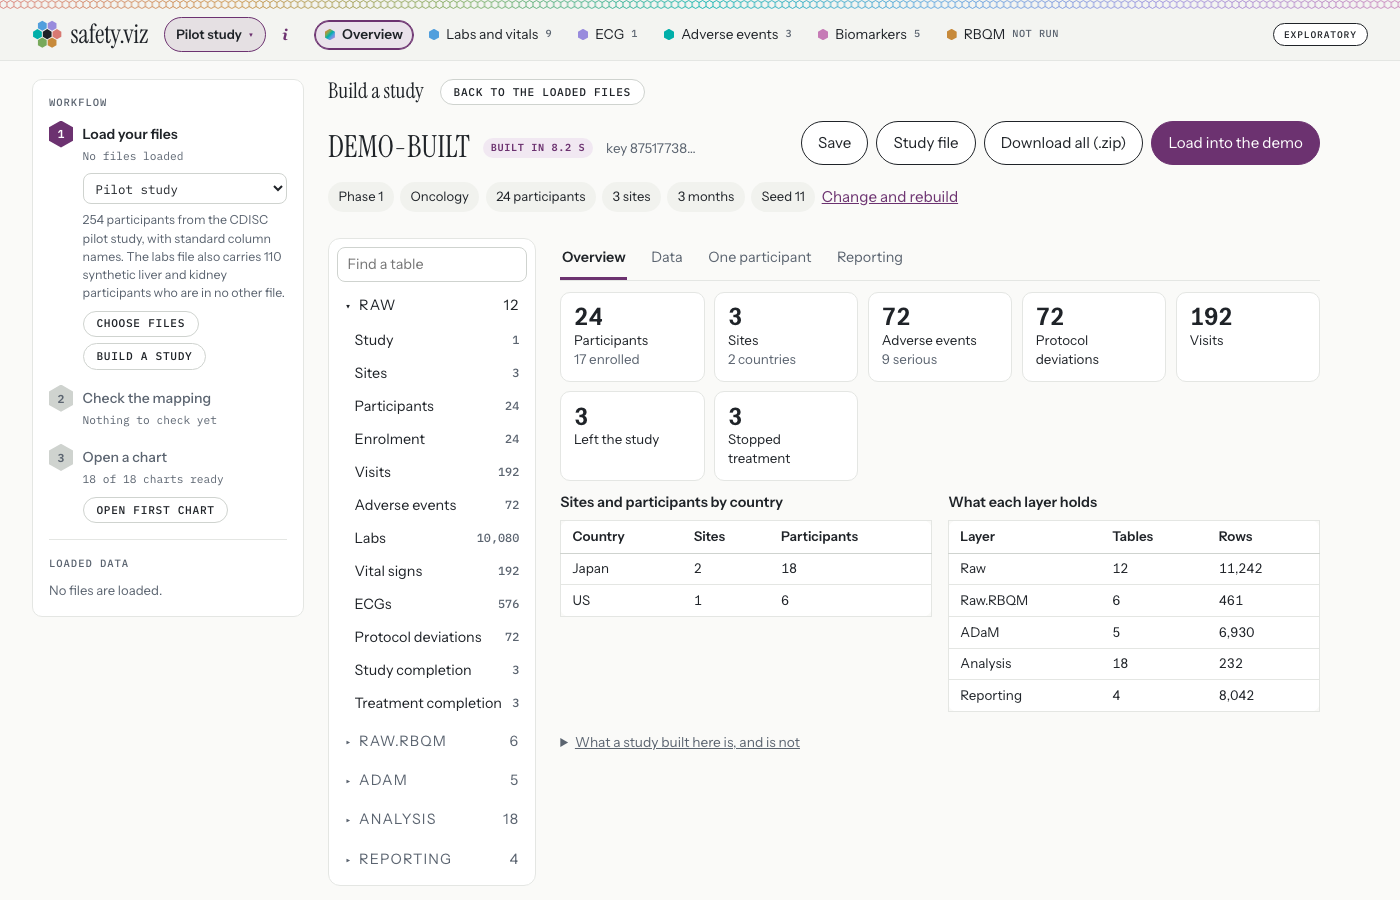 safety.viz
Pilot study
i
Overview
Labs and vitals 9
ECG 1
Adverse events 3
Biomarkers 5
RBQM NOT RUN
EXPLORATORY
WORKFLOW
1 Load your files
No files loaded
Pilot study
254 participants from the CDISC
pilot study, with standard column
names. The labs file also carries 110
synthetic liver and kidney
participants who are in no other file.
CHOOSE FILES
BUILD A STUDY
2 Check the mapping
Nothing to check yet
3 Open a chart
18 of 18 charts ready
OPEN FIRST CHART
LOADED DATA
No files are loaded.
Build a study
BACK TO THE LOADED FILES
DEMO-BUILT
BUILT IN 8.2 S
key 87517738…
Save
Study file
Download all (.zip)
Load into the demo
Phase 1
Oncology
24 participants
3 sites
3 months
Seed 11
Change and rebuild
Find a table
RAW 12
Study 1
Sites 3
Participants 24
Enrolment 24
Visits 192
Adverse events 72
Labs 10,080
Vital signs 192
ECGs 576
Protocol deviations 72
Study completion 3
Treatment completion 3
RAW.RBQM 6
ADAM 5
ANALYSIS 18
REPORTING 4
Overview
Data
One participant
Reporting
24
Participants
17 enrolled
3
Sites
2 countries
72
Adverse events
9 serious
72
Protocol
deviations
192
Visits
3
Left the study
3
Stopped
treatment
Sites and participants by country
Country Sites Participants
Japan 2 18
US 1 6
What each layer holds
Layer Tables Rows
Raw 12 11,242
Raw.RBQM 6 461
ADaM 5 6,930
Analysis 18 232
Reporting 4 8,042
What a study built here is, and is not